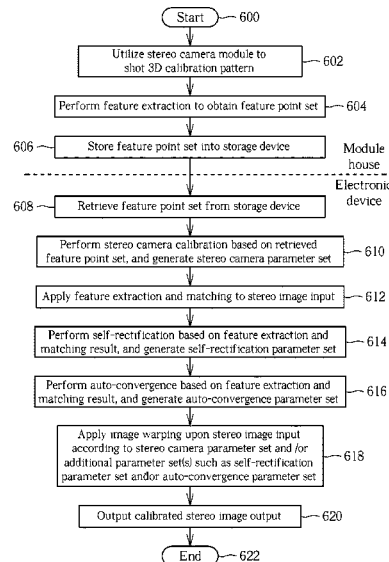 Start
600
Utilize stereo camera module to
shot 3D calibration pattern
602
Perform feature extraction to obtain feature point set
604
606
Store feature point set into storage device
Module
house
Electronic
device
608
Retrieve feature point set from storage device
Perform stereo camera calibration based on retrieved
feature point set, and generate stereo camera parameter set
610
Apply feature extraction and matching to stereo image input
612
Perform self-rectification based on feature extraction and
matching result, and generate self-rectification parameter set
614
Perform auto-convergence based on feature extraction and
matching result, and generate auto-convergence parameter set
616
Apply image warping upon stereo image input
according to stereo camera parameter set and /or
additional parameter set(s) such as self-rectification
parameter set and/or auto-convergence parameter set
618
Output calibrated stereo image output
620
End
622